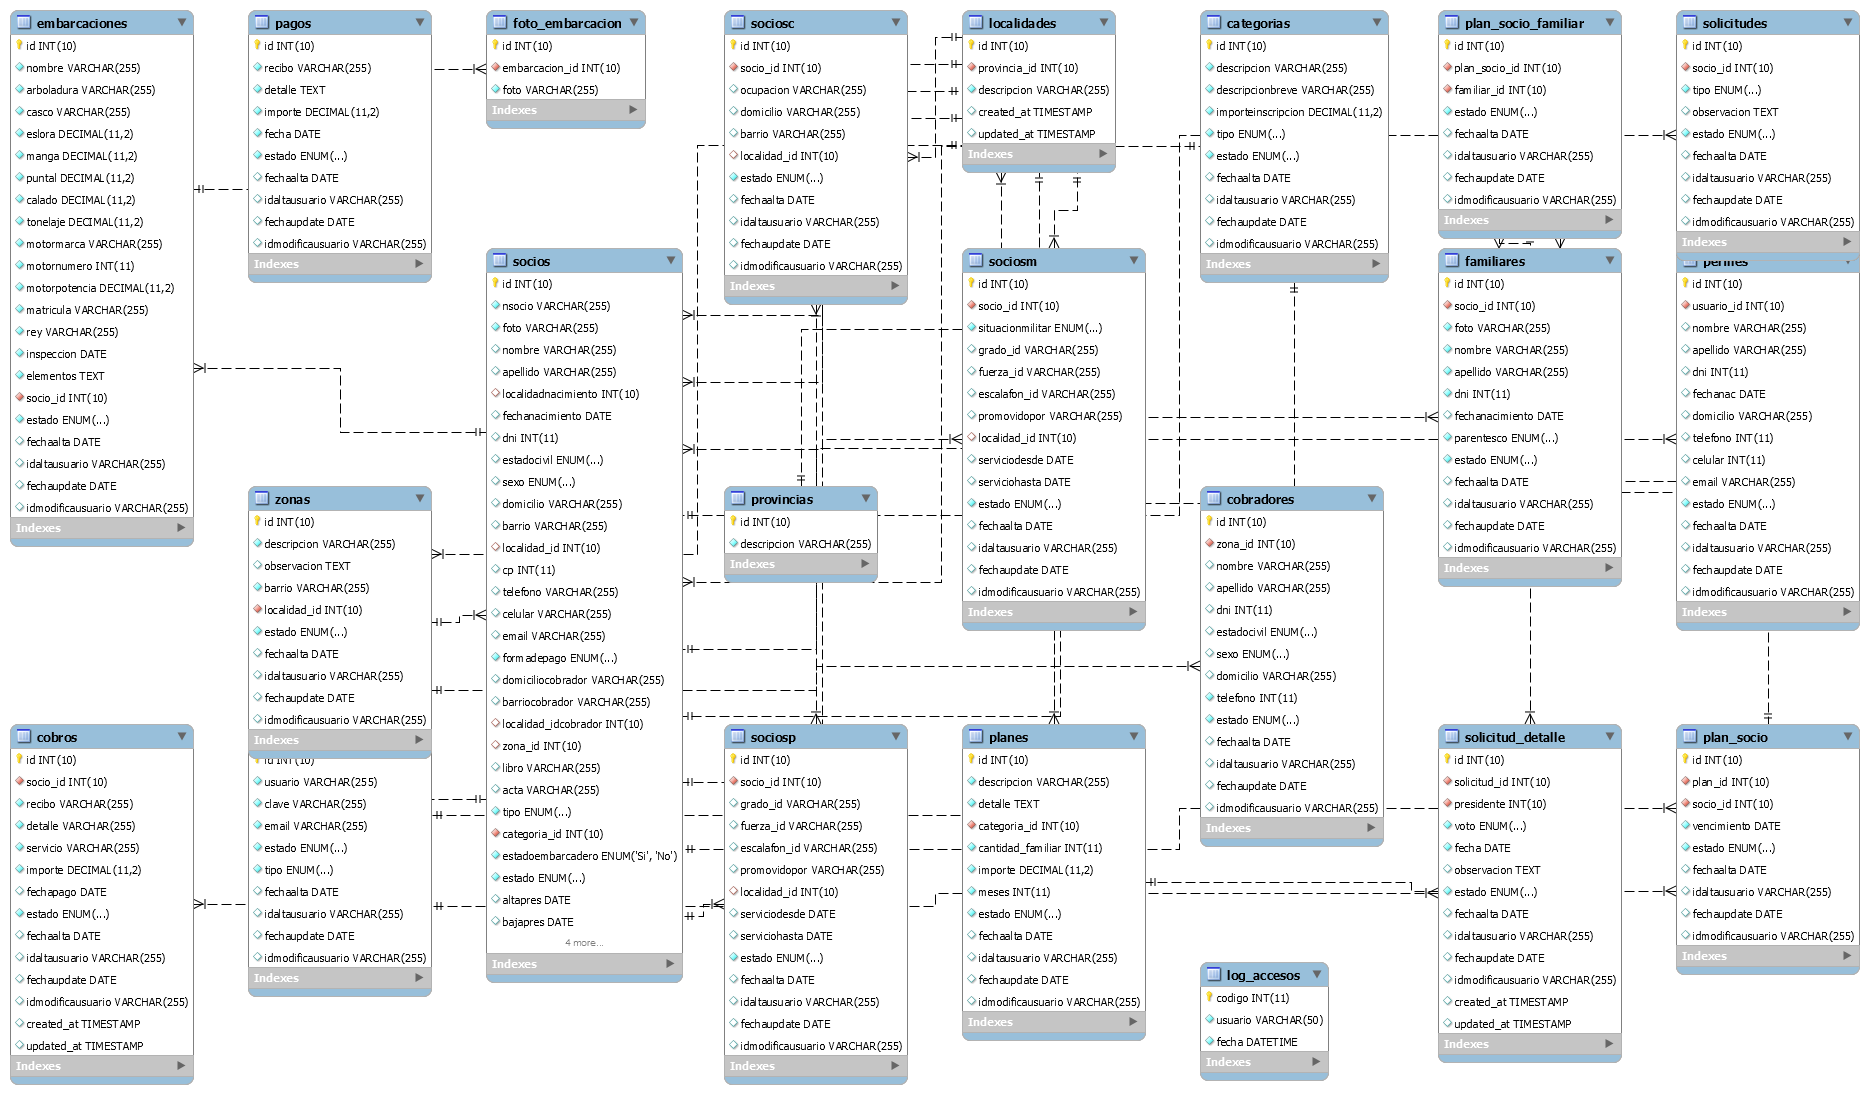 embarcaciones
id INT(10)
nombre VARCHAR(255)
arboladura VARCHAR(255)
casco VARCHAR(255)
eslora DECIMAL(11,2)
manga DECIMAL(11,2)
puntal DECIMAL(11,2)
calado DECIMAL(11,2)
tonelaje DECIMAL(11,2)
motormarca VARCHAR(255)
motornumero INT(11)
motorpotencia DECIMAL(11,2)
matricula VARCHAR(255)
rey VARCHAR(255)
inspeccion DATE
elementos TEXT
socio_id INT(10)
estado ENUM(...)
fechaalta DATE
idaltausuario VARCHAR(255)
fechaupdate DATE
idmodificausuario VARCHAR(255)
Indexes
pagos
id INT(10)
recibo VARCHAR(255)
detalle TEXT
importe DECIMAL(11,2)
fecha DATE
estado ENUM(...)
fechaalta DATE
idaltausuario VARCHAR(255)
fechaupdate DATE
idmodificausuario VARCHAR(255)
Indexes
foto_embarcacion
id INT(10)
embarcacion_id INT(10)
foto VARCHAR(255)
Indexes
sociosc
id INT(10)
socio_id INT(10)
ocupacion VARCHAR(255)
domicilio VARCHAR(255)
barrio VARCHAR(255)
localidad_id INT(10)
estado ENUM(...)
fechaalta DATE
idaltausuario VARCHAR(255)
fechaupdate DATE
idmodificausuario VARCHAR(255)
Indexes
localidades
id INT(10)
provincia_id INT(10)
descripcion VARCHAR(255)
created_at TIMESTAMP
updated_at TIMESTAMP
Indexes
categorias
id INT(10)
descripcion VARCHAR(255)
descripcionbreve VARCHAR(255)
importeinscripcion DECIMAL(11,2)
tipo ENUM(...)
estado ENUM(...)
fechaalta DATE
idaltausuario VARCHAR(255)
fechaupdate DATE
idmodificausuario VARCHAR(255)
Indexes
plan_socio_familiar
id INT(10)
plan_socio_id INT(10)
familiar_id INT(10)
estado ENUM(...)
fechaalta DATE
idaltausuario VARCHAR(255)
fechaupdate DATE
idmodificausuario VARCHAR(255)
Indexes
solicitudes
id INT(10)
socio_id INT(10)
tipo ENUM(...)
observacion TEXT
estado ENUM(...)
fechaalta DATE
idaltausuario VARCHAR(255)
fechaupdate DATE
idmodificausuario VARCHAR(255)
Indexes
socios
id INT(10)
nsocio VARCHAR(255)
foto VARCHAR(255)
nombre VARCHAR(255)
apellido VARCHAR(255)
localidadnacimiento INT(10)
fechanacimiento DATE
dni INT(11)
estadocivil ENUM(...)
sexo ENUM(...)
domicilio VARCHAR(255)
barrio VARCHAR(255)
localidad_id INT(10)
cp INT(11)
telefono VARCHAR(255)
celular VARCHAR(255)
email VARCHAR(255)
formadepago ENUM(...)
domiciliocobrador VARCHAR(255)
barriocobrador VARCHAR(255)
localidad_idcobrador INT(10)
zona_id INT(10)
libro VARCHAR(255)
acta VARCHAR(255)
tipo ENUM(...)
categoria_id INT(10)
estadoembarcadero ENUM('Si', 'No')
estado ENUM(...)
altapres DATE
bajapres DATE
4 more...
Indexes
sociosm
id INT(10)
socio_id INT(10)
situacionmilitar ENUM(...)
grado_id VARCHAR(255)
fuerza_id VARCHAR(255)
escalafon_id VARCHAR(255)
promovidopor VARCHAR(255)
localidad_id INT(10)
serviciodesde DATE
serviciohasta DATE
estado ENUM(...)
fechaalta DATE
idaltausuario VARCHAR(255)
fechaupdate DATE
idmodificausuario VARCHAR(255)
Indexes
familiares
id INT(10)
socio_id INT(10)
foto VARCHAR(255)
nombre VARCHAR(255)
apellido VARCHAR(255)
dni INT(11)
fechanacimiento DATE
parentesco ENUM(...)
estado ENUM(...)
fechaalta DATE
idaltausuario VARCHAR(255)
fechaupdate DATE
idmodificausuario VARCHAR(255)
Indexes
perfiles
id INT(10)
usuario_id INT(10)
nombre VARCHAR(255)
apellido VARCHAR(255)
dni INT(11)
fechanac DATE
domicilio VARCHAR(255)
telefono INT(11)
celular INT(11)
email VARCHAR(255)
estado ENUM(...)
fechaalta DATE
idaltausuario VARCHAR(255)
fechaupdate DATE
idmodificausuario VARCHAR(255)
Indexes
zonas
id INT(10)
descripcion VARCHAR(255)
observacion TEXT
barrio VARCHAR(255)
localidad_id INT(10)
estado ENUM(...)
fechaalta DATE
idaltausuario VARCHAR(255)
fechaupdate DATE
idmodificausuario VARCHAR(255)
Indexes
provincias
id INT(10)
descripcion VARCHAR(255)
Indexes
cobradores
id INT(10)
zona_id INT(10)
nombre VARCHAR(255)
apellido VARCHAR(255)
dni INT(11)
estadocivil ENUM(...)
sexo ENUM(...)
domicilio VARCHAR(255)
telefono INT(11)
estado ENUM(...)
fechaalta DATE
idaltausuario VARCHAR(255)
fechaupdate DATE
idmodificausuario VARCHAR(255)
Indexes
cobros
id INT(10)
socio_id INT(10)
recibo VARCHAR(255)
detalle VARCHAR(255)
servicio VARCHAR(255)
importe DECIMAL(11,2)
fechapago DATE
estado ENUM(...)
fechaalta DATE
idaltausuario VARCHAR(255)
fechaupdate DATE
idmodificausuario VARCHAR(255)
created_at TIMESTAMP
updated_at TIMESTAMP
Indexes
id INT(10)
usuario VARCHAR(255)
clave VARCHAR(255)
email VARCHAR(255)
estado ENUM(...)
tipo ENUM(...)
fechaalta DATE
idaltausuario VARCHAR(255)
fechaupdate DATE
idmodificausuario VARCHAR(255)
Indexes
sociosp
id INT(10)
socio_id INT(10)
grado_id VARCHAR(255)
fuerza_id VARCHAR(255)
escalafon_id VARCHAR(255)
promovidopor VARCHAR(255)
localidad_id INT(10)
serviciodesde DATE
serviciohasta DATE
estado ENUM(...)
fechaalta DATE
idaltausuario VARCHAR(255)
fechaupdate DATE
idmodificausuario VARCHAR(255)
Indexes
planes
id INT(10)
descripcion VARCHAR(255)
detalle TEXT
categoria_id INT(10)
cantidad_familiar INT(11)
importe DECIMAL(11,2)
meses INT(11)
estado ENUM(...)
fechaalta DATE
idaltausuario VARCHAR(255)
fechaupdate DATE
idmodificausuario VARCHAR(255)
Indexes
log_accesos
codigo INT(11)
usuario VARCHAR(50)
fecha DATETIME
Indexes
solicitud_detalle
id INT(10)
solicitud_id INT(10)
presidente INT(10)
voto ENUM(...)
fecha DATE
observacion TEXT
estado ENUM(...)
fechaalta DATE
idaltausuario VARCHAR(255)
fechaupdate DATE
idmodificausuario VARCHAR(255)
created_at TIMESTAMP
updated_at TIMESTAMP
Indexes
plan_socio
id INT(10)
plan_id INT(10)
socio_id INT(10)
vencimiento DATE
estado ENUM(...)
fechaalta DATE
idaltausuario VARCHAR(255)
fechaupdate DATE
idmodificausuario VARCHAR(255)
Indexes